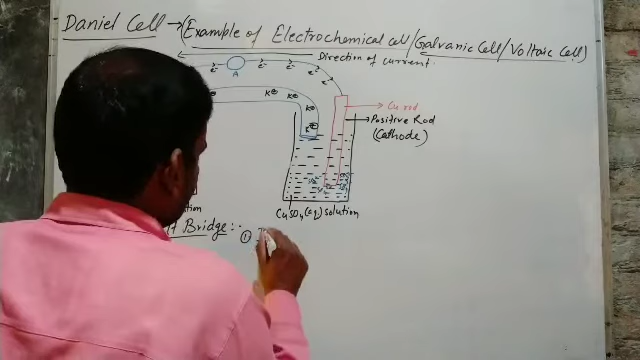 Daniel Cell → (Example of Electrochemical cell/Galvanic Cell/Voltaic Cell)
Direction of current.
e⁻ A e⁻ e⁻ e⁻
K⊕ K⊕ K⊕ K⊕
Cu rod
Positive Rod
(Cathode)
CuSO₄(aq.) solution
Bridge:-
①